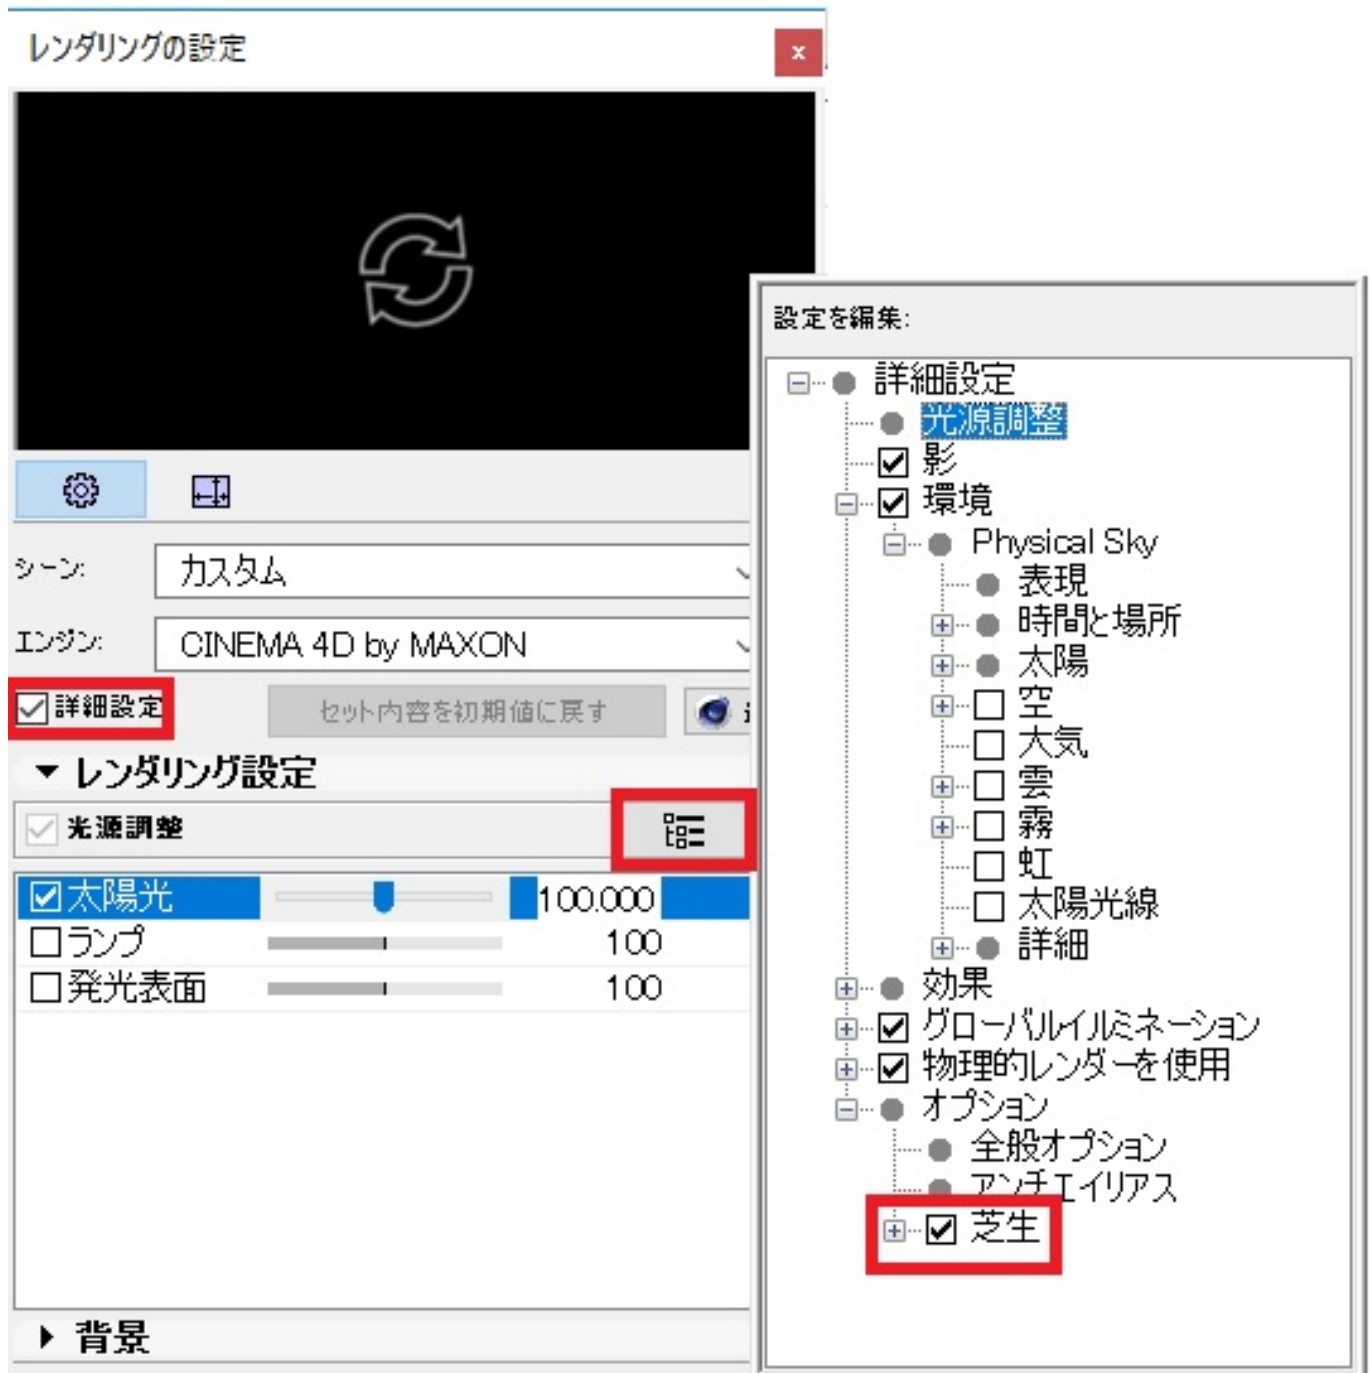 レンダリングの設定
x
シーン:
カスタム
エンジン:
CINEMA 4D by MAXON
詳細設定
セット内容を初期値に戻す
レンダリング設定
光源調整
太陽光 100.000
ランプ 100
発光表面 100
背景
設定を編集:
詳細設定
光源調整
影
環境
Physical Sky
表現
時間と場所
太陽
空
大気
雲
霧
虹
太陽光線
詳細
効果
グローバルイルミネーション
物理的レンダーを使用
オプション
全般オプション
アンチエイリアス
芝生